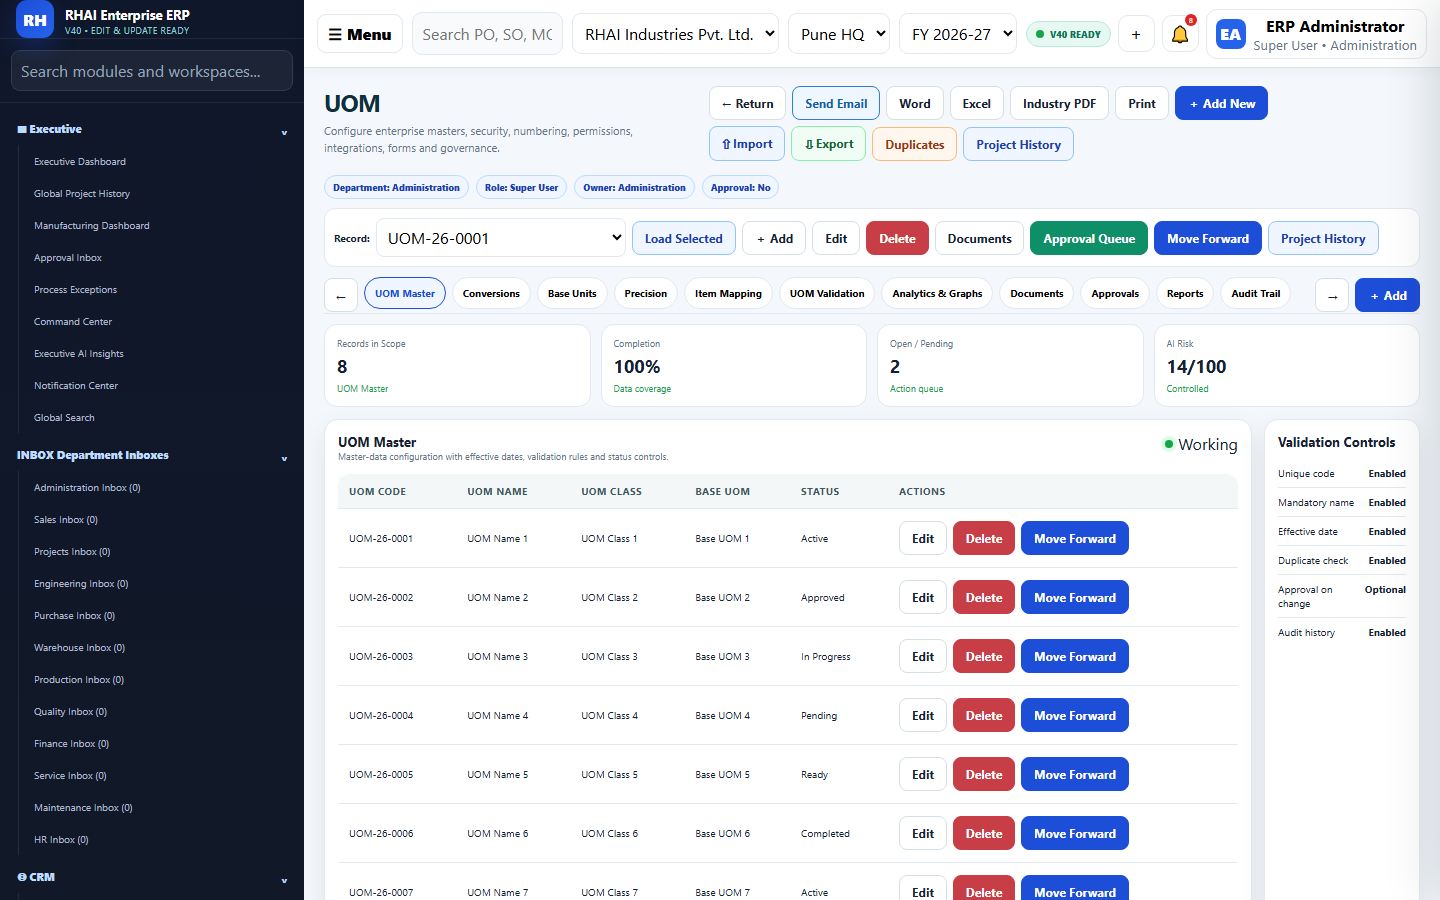 RH
RHAI Enterprise ERP
V40 • EDIT & UPDATE READY
Search modules and workspaces...
Executive
Executive Dashboard
Global Project History
Manufacturing Dashboard
Approval Inbox
Process Exceptions
Command Center
Executive AI Insights
Notification Center
Global Search
INBOX Department Inboxes
Administration Inbox (0)
Sales Inbox (0)
Projects Inbox (0)
Engineering Inbox (0)
Purchase Inbox (0)
Warehouse Inbox (0)
Production Inbox (0)
Quality Inbox (0)
Finance Inbox (0)
Service Inbox (0)
Maintenance Inbox (0)
HR Inbox (0)
CRM
☰ Menu
Search PO, SO, MO
RHAI Industries Pvt. Ltd.
Pune HQ
FY 2026-27
V40 READY
+
8
EA
ERP Administrator
Super User • Administration
UOM
Configure enterprise masters, security, numbering, permissions,
integrations, forms and governance.
← Return
Send Email
Word
Excel
Industry PDF
Print
+ Add New
⇧ Import
⇩ Export
Duplicates
Project History
Department: Administration
Role: Super User
Owner: Administration
Approval: No
Record:
UOM-26-0001
Load Selected
+ Add
Edit
Delete
Documents
Approval Queue
Move Forward
Project History
←
UOM Master
Conversions
Base Units
Precision
Item Mapping
UOM Validation
Analytics & Graphs
Documents
Approvals
Reports
Audit Trail
→
+ Add
Records in Scope
8
UOM Master
Completion
100%
Data coverage
Open / Pending
2
Action queue
AI Risk
14/100
Controlled
UOM Master
Master-data configuration with effective dates, validation rules and status controls.
Working
UOM CODE UOM NAME UOM CLASS BASE UOM STATUS ACTIONS
UOM-26-0001 UOM Name 1 UOM Class 1 Base UOM 1 Active Edit Delete Move Forward
UOM-26-0002 UOM Name 2 UOM Class 2 Base UOM 2 Approved Edit Delete Move Forward
UOM-26-0003 UOM Name 3 UOM Class 3 Base UOM 3 In Progress Edit Delete Move Forward
UOM-26-0004 UOM Name 4 UOM Class 4 Base UOM 4 Pending Edit Delete Move Forward
UOM-26-0005 UOM Name 5 UOM Class 5 Base UOM 5 Ready Edit Delete Move Forward
UOM-26-0006 UOM Name 6 UOM Class 6 Base UOM 6 Completed Edit Delete Move Forward
UOM-26-0007 UOM Name 7 UOM Class 7 Base UOM 7 Active Edit Delete Move Forward
Validation Controls
Unique code Enabled
Mandatory name Enabled
Effective date Enabled
Duplicate check Enabled
Approval on change Optional
Audit history Enabled